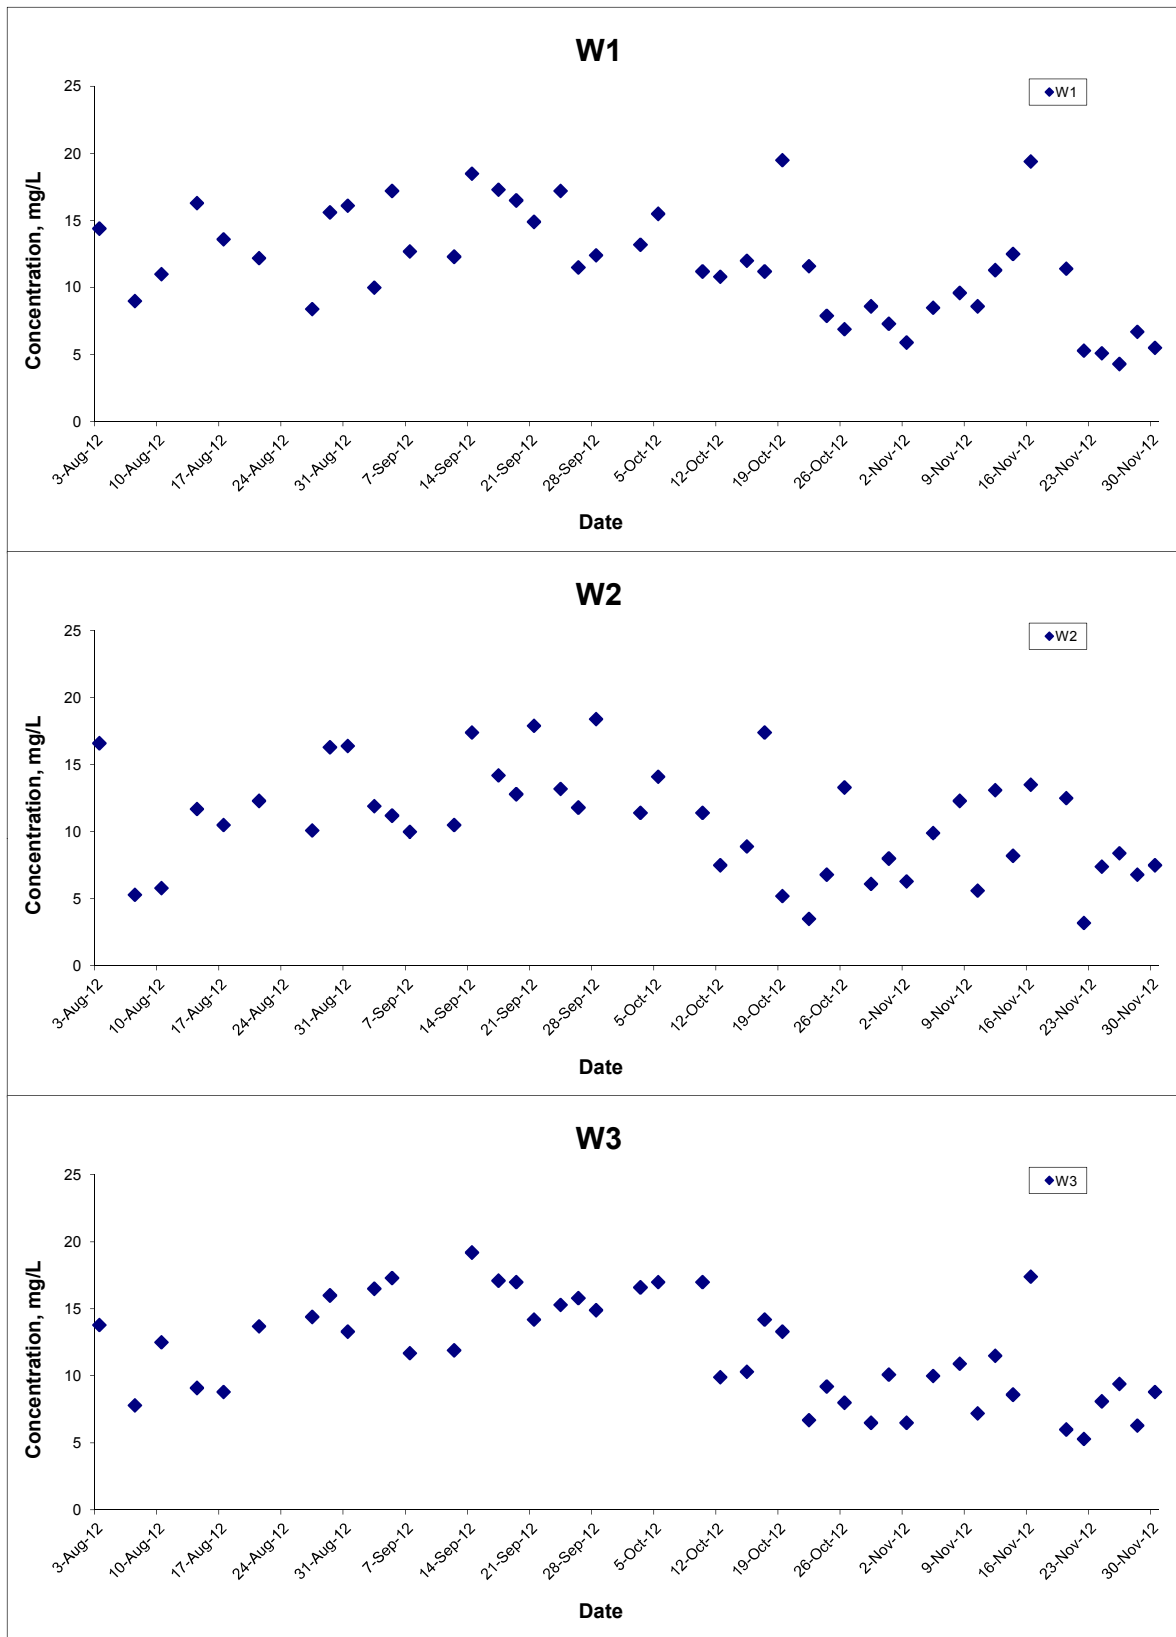 W1
W1
25
20
15
10
5
0
Concentration, mg/L
3-Aug-12 10-Aug-12 17-Aug-12 24-Aug-12 31-Aug-12 7-Sep-12 14-Sep-12 21-Sep-12 28-Sep-12 5-Oct-12 12-Oct-12 19-Oct-12 26-Oct-12 2-Nov-12 9-Nov-12 16-Nov-12 23-Nov-12 30-Nov-12
Date
W2
W2
25
20
15
10
5
0
Concentration, mg/L
3-Aug-12 10-Aug-12 17-Aug-12 24-Aug-12 31-Aug-12 7-Sep-12 14-Sep-12 21-Sep-12 28-Sep-12 5-Oct-12 12-Oct-12 19-Oct-12 26-Oct-12 2-Nov-12 9-Nov-12 16-Nov-12 23-Nov-12 30-Nov-12
Date
W3
W3
25
20
15
10
5
0
Concentration, mg/L
3-Aug-12 10-Aug-12 17-Aug-12 24-Aug-12 31-Aug-12 7-Sep-12 14-Sep-12 21-Sep-12 28-Sep-12 5-Oct-12 12-Oct-12 19-Oct-12 26-Oct-12 2-Nov-12 9-Nov-12 16-Nov-12 23-Nov-12 30-Nov-12
Date